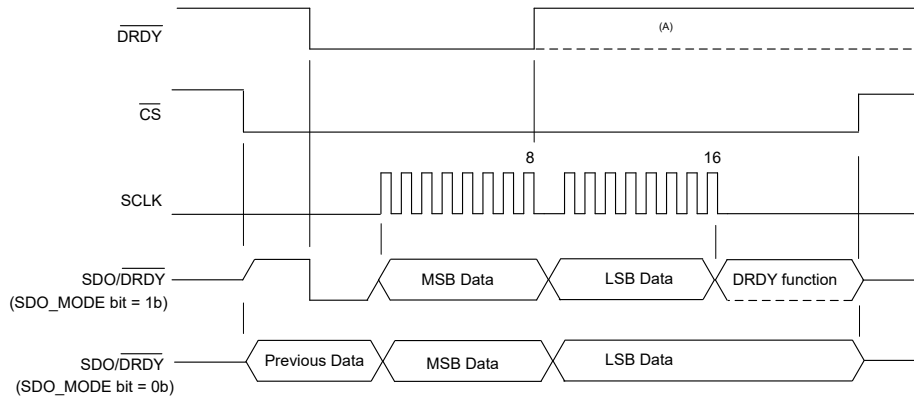 DRDY
(A)
CS
8
16
SCLK
SDO/DRDY
(SDO_MODE bit = 1b)
MSB Data
LSB Data
DRDY function
SDO/DRDY
(SDO_MODE bit = 0b)
Previous Data
MSB Data
LSB Data